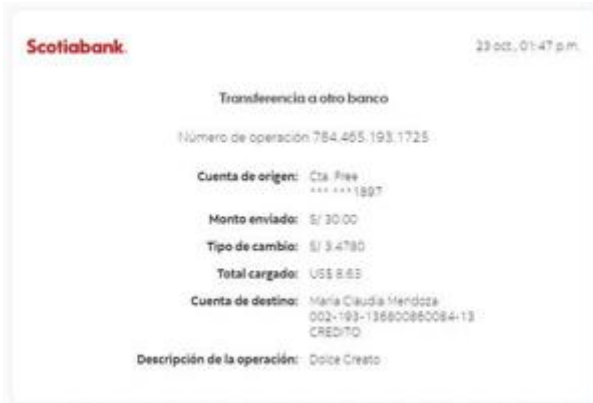 Scotiabank.
23 oct., 01:47 p.m.
Transferencia a otro banco
Número de operación 784.465.193.1725
Cuenta de origen: Cta. Free
*** ***1897
Monto enviado: S/ 30.00
Tipo de cambio: S/ 3.4780
Total cargado: US$ 8.63
Cuenta de destino: Maria Claudia Mendoza
002-193-136800860084-13
CREDITO
Descripción de la operación: Dolce Creato